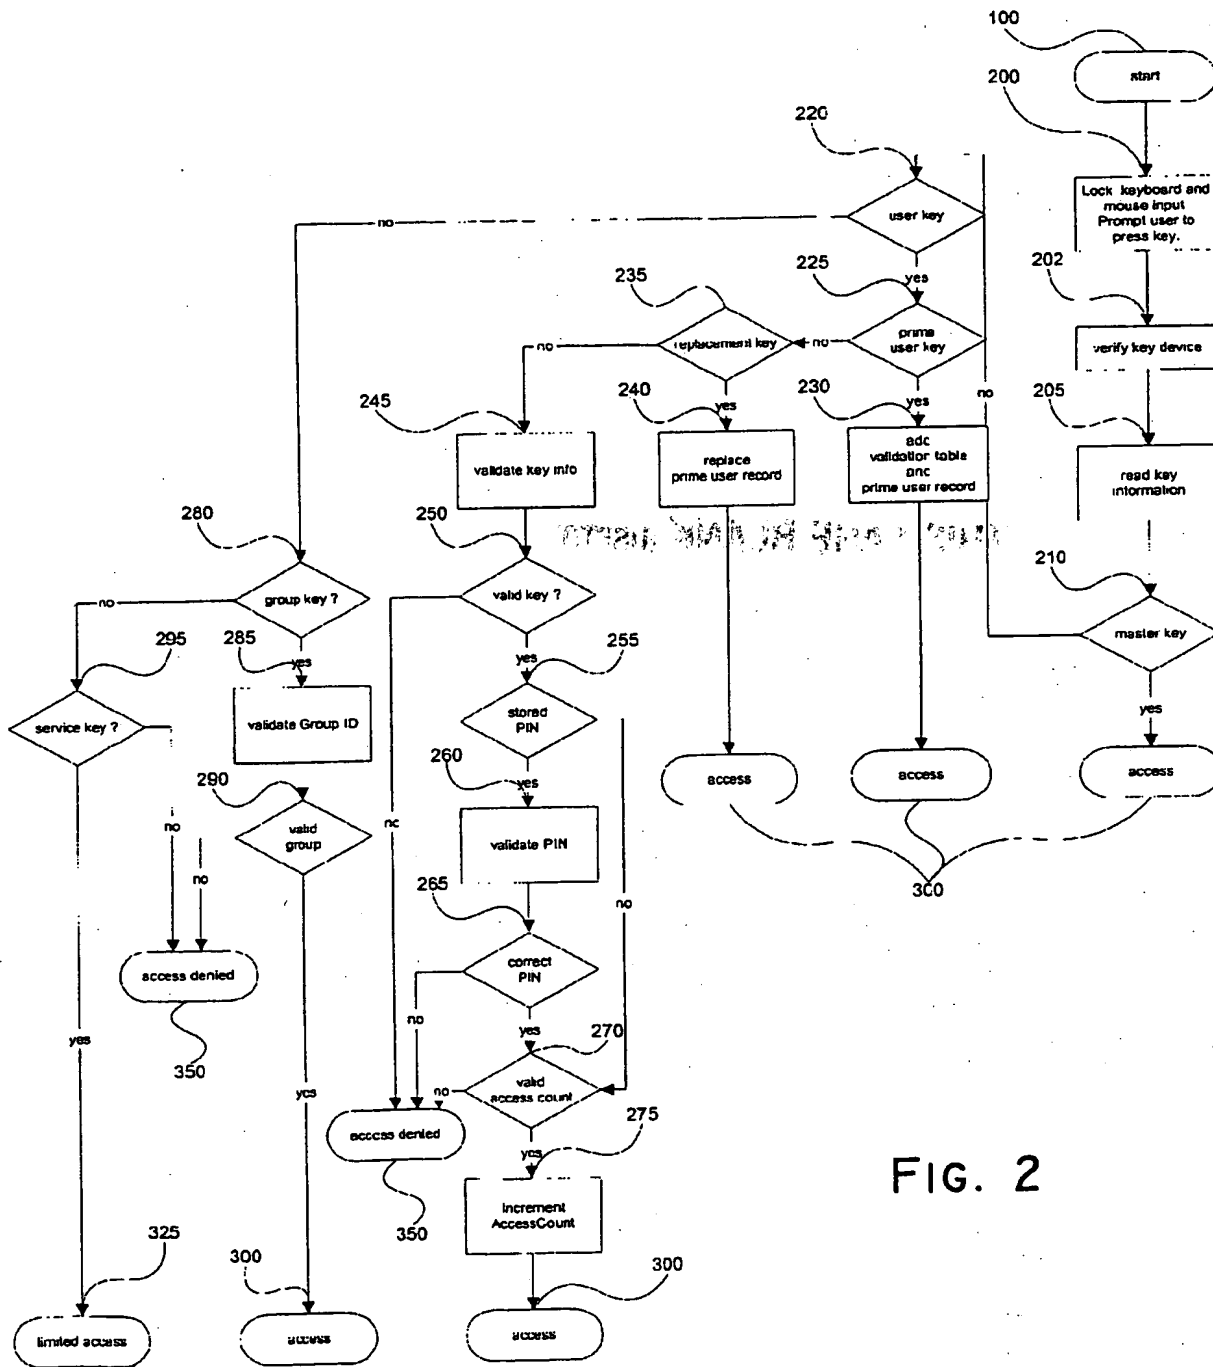 100
start
200
220
Lock keyboard and
mouse input
Prompt user to
press key.
no
user key
202
yes
235
225
prime
user key
replacement key
no
no
verify key device
no
245
240
yes
230
yes
205
validate key info
replace
prime user record
adc
validation table
anc
prime user record
read key
information
280
250
210
group key ?
no
valid key ?
master key
295
285
yes
yes
255
service key ?
validate Group ID
stored
PIN
yes
290
260
yes
access
access
access
no
valid
group
nc
validate PIN
no
265
no
300
access denied
correct
PIN
no
yes
270
yes
350
valid
access count
no
ycs
access denied
275
ycs
350
Increment
AccessCount
FIG. 2
325
300
300
limited access
access
access